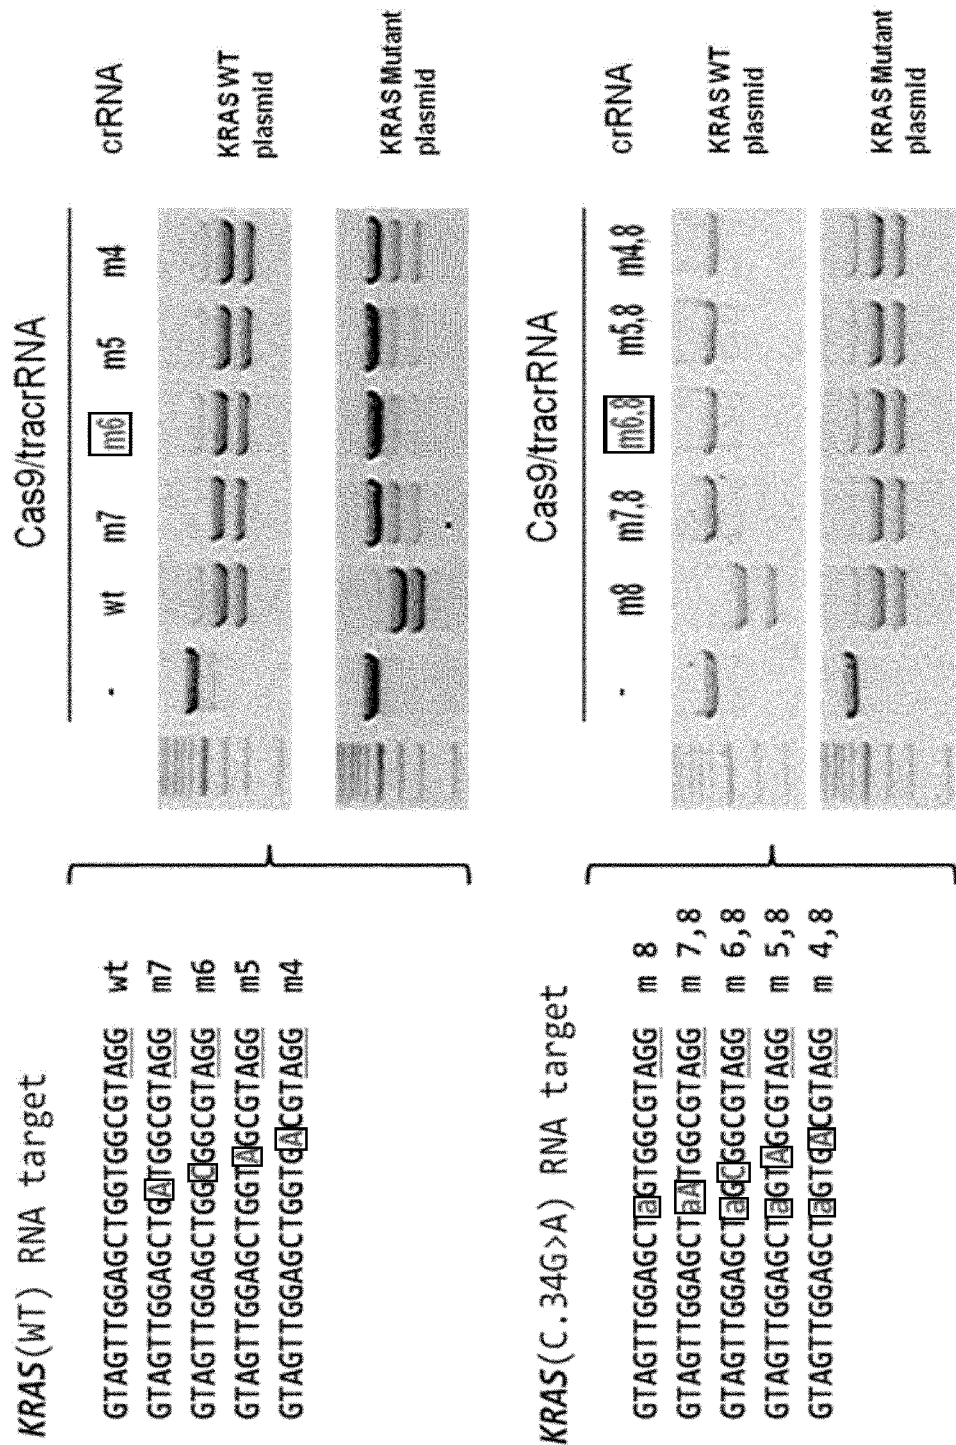 KRAS(WT) RNA target
GTAGTTGGAGCTGGTGGCGTAGG wt
GTAGTTGGAGCTGATGGCGTAGG m7
GTAGTTGGAGCTGGCGGCGTAGG m6
GTAGTTGGAGCTGGTAGCGTAGG m5
GTAGTTGGAGCTGGTGACGTAGG m4
Cas9/tracrRNA
- wt m7 m6 m5 m4 crRNA
KRAS WT
plasmid
KRAS Mutant
plasmid
KRAS(C.34G>A) RNA target
GTAGTTGGAGCTaGTGGCGTAGG m 8
GTAGTTGGAGCTaATGGCGTAGG m 7,8
GTAGTTGGAGCTaGCGGCGTAGG m 6,8
GTAGTTGGAGCTaGTAGCGTAGG m 5,8
GTAGTTGGAGCTaGTGACGTAGG m 4,8
Cas9/tracrRNA
- m8 m7,8 m6,8 m5,8 m4,8 crRNA
KRAS WT
plasmid
KRAS Mutant
plasmid